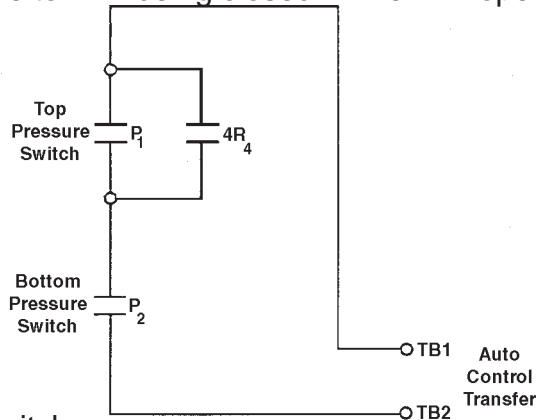 Top
Pressure
Switch
P1
4R4
Bottom
Pressure
Switch
P2
TB1
Auto
Control
Transfer
TB2